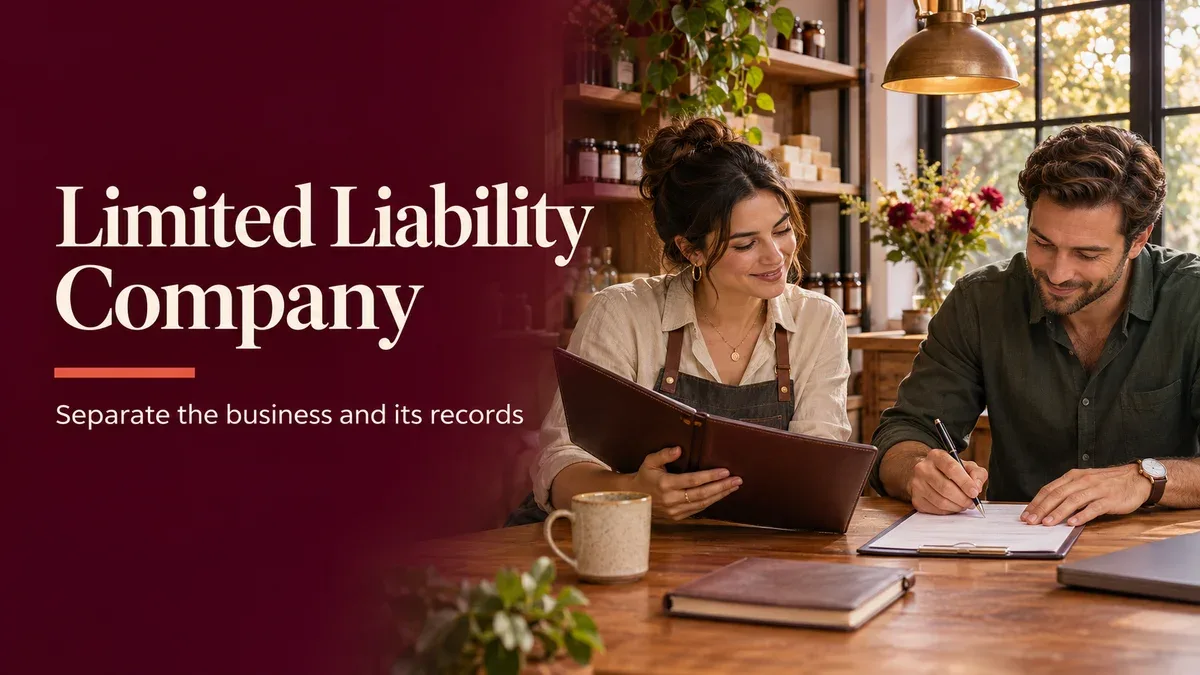 Limited Liability
Company
Separate the business and its records